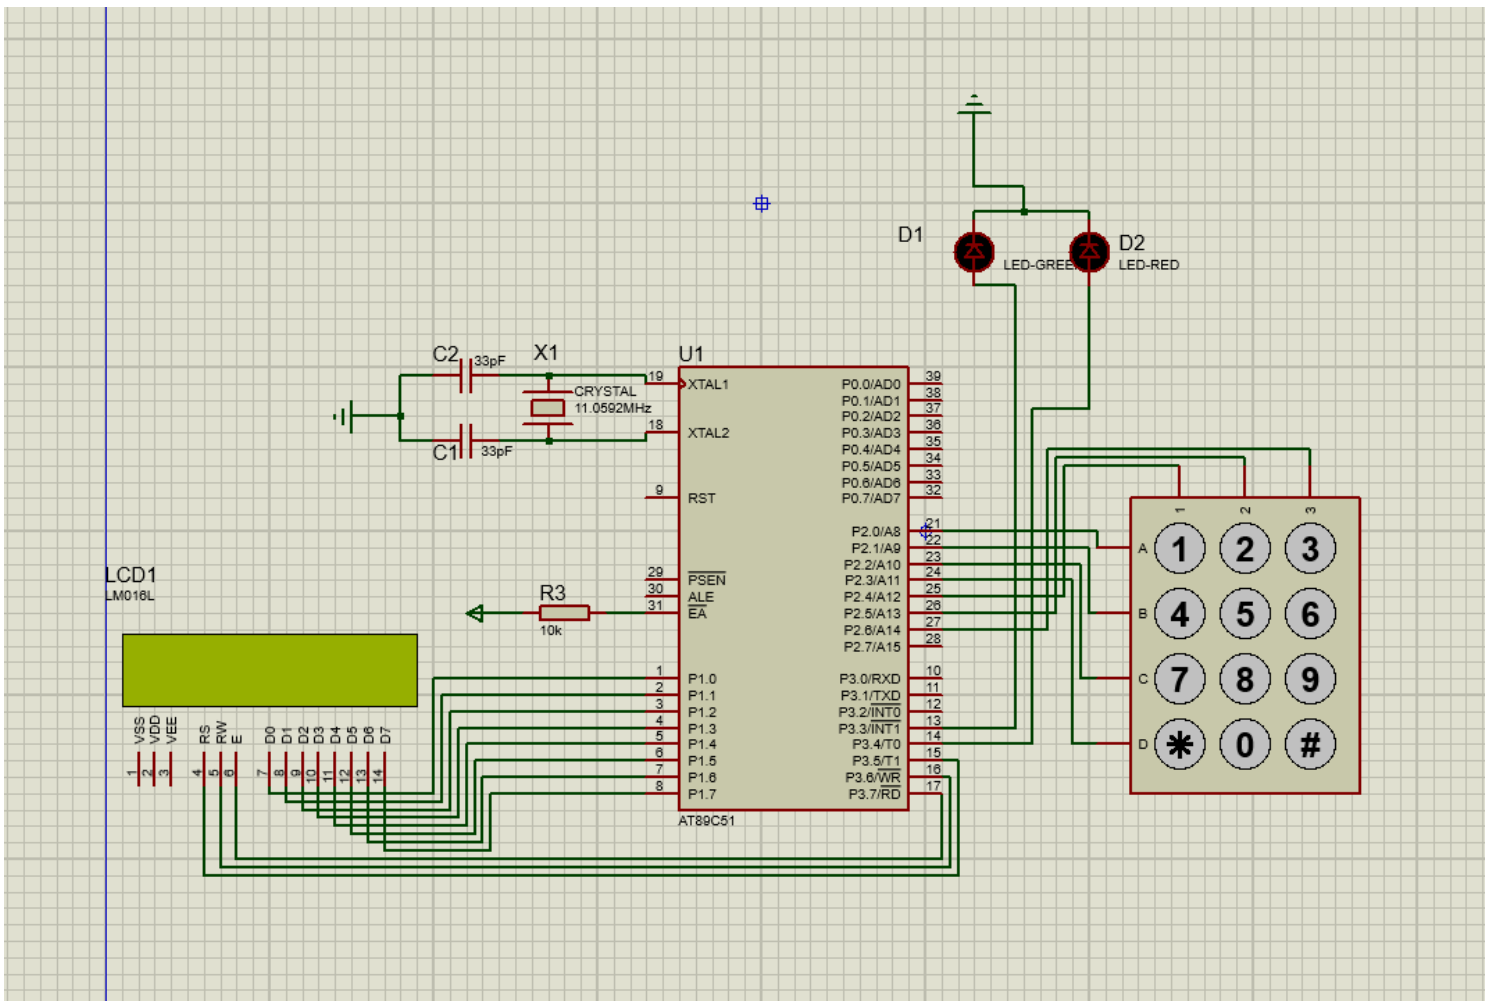 D1
LED-GREE
D2
LED-RED
C2
33pF
X1
CRYSTAL
11.0592MHz
C1
33pF
U1
19
XTAL1
18
XTAL2
9
RST
29
PSEN
30
ALE
31
EA
1
P1.0
2
P1.1
3
P1.2
4
P1.3
5
P1.4
6
P1.5
7
P1.6
8
P1.7
P0.0/AD0
39
P0.1/AD1
38
P0.2/AD2
37
P0.3/AD3
36
P0.4/AD4
35
P0.5/AD5
34
P0.6/AD6
33
P0.7/AD7
32
P2.0/A8
21
P2.1/A9
22
P2.2/A10
23
P2.3/A11
24
P2.4/A12
25
P2.5/A13
26
P2.6/A14
27
P2.7/A15
28
P3.0/RXD
10
P3.1/TXD
11
P3.2/INT0
12
P3.3/INT1
13
P3.4/T0
14
P3.5/T1
15
P3.6/WR
16
P3.7/RD
17
AT89C51
R3
10k
LCD1
LM016L
VSS
VDD
VEE
RS
RW
E
D0
D1
D2
D3
D4
D5
D6
D7
1
2
3
4
5
6
7
8
9
10
11
12
13
14
1
2
3
A
1 2 3
B
4 5 6
C
7 8 9
D
* 0 #